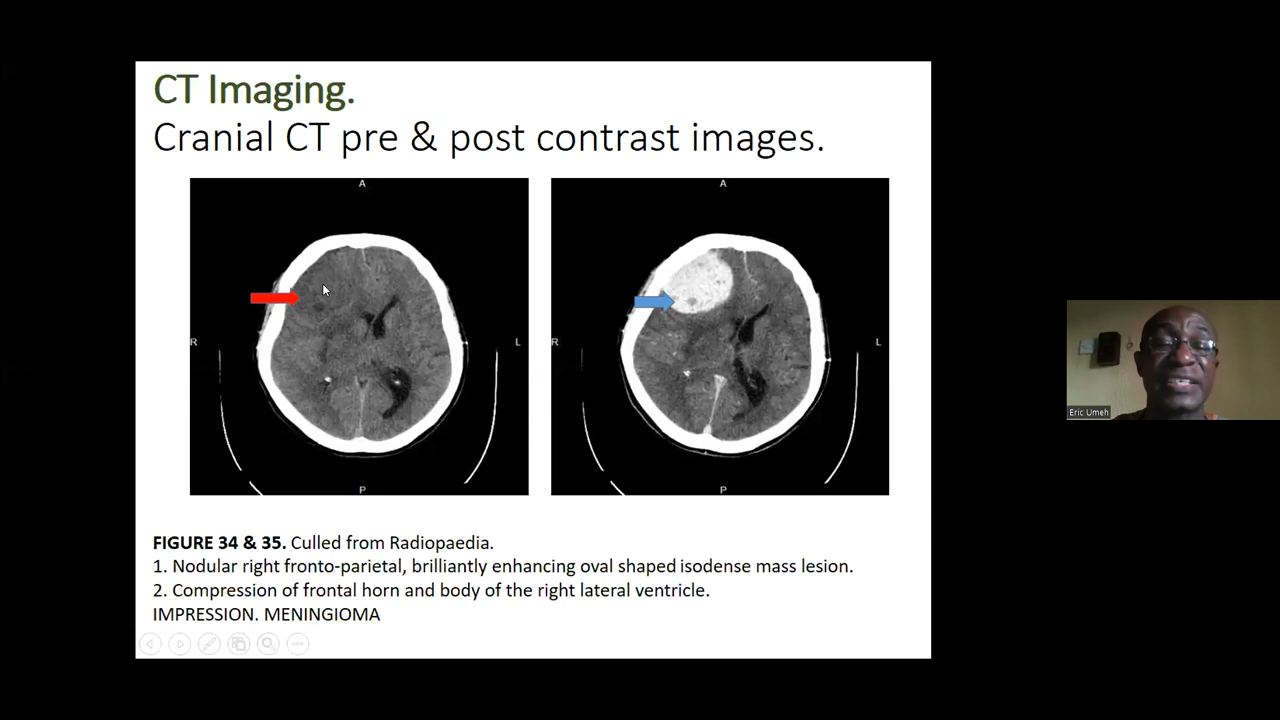 CT Imaging.
Cranial CT pre & post contrast images.
A
A
R
L
R
L
P
P
FIGURE 34 & 35. Culled from Radiopaedia.
1. Nodular right fronto-parietal, brilliantly enhancing oval shaped isodense mass lesion.
2. Compression of frontal horn and body of the right lateral ventricle.
IMPRESSION. MENINGIOMA
Eric Umeh